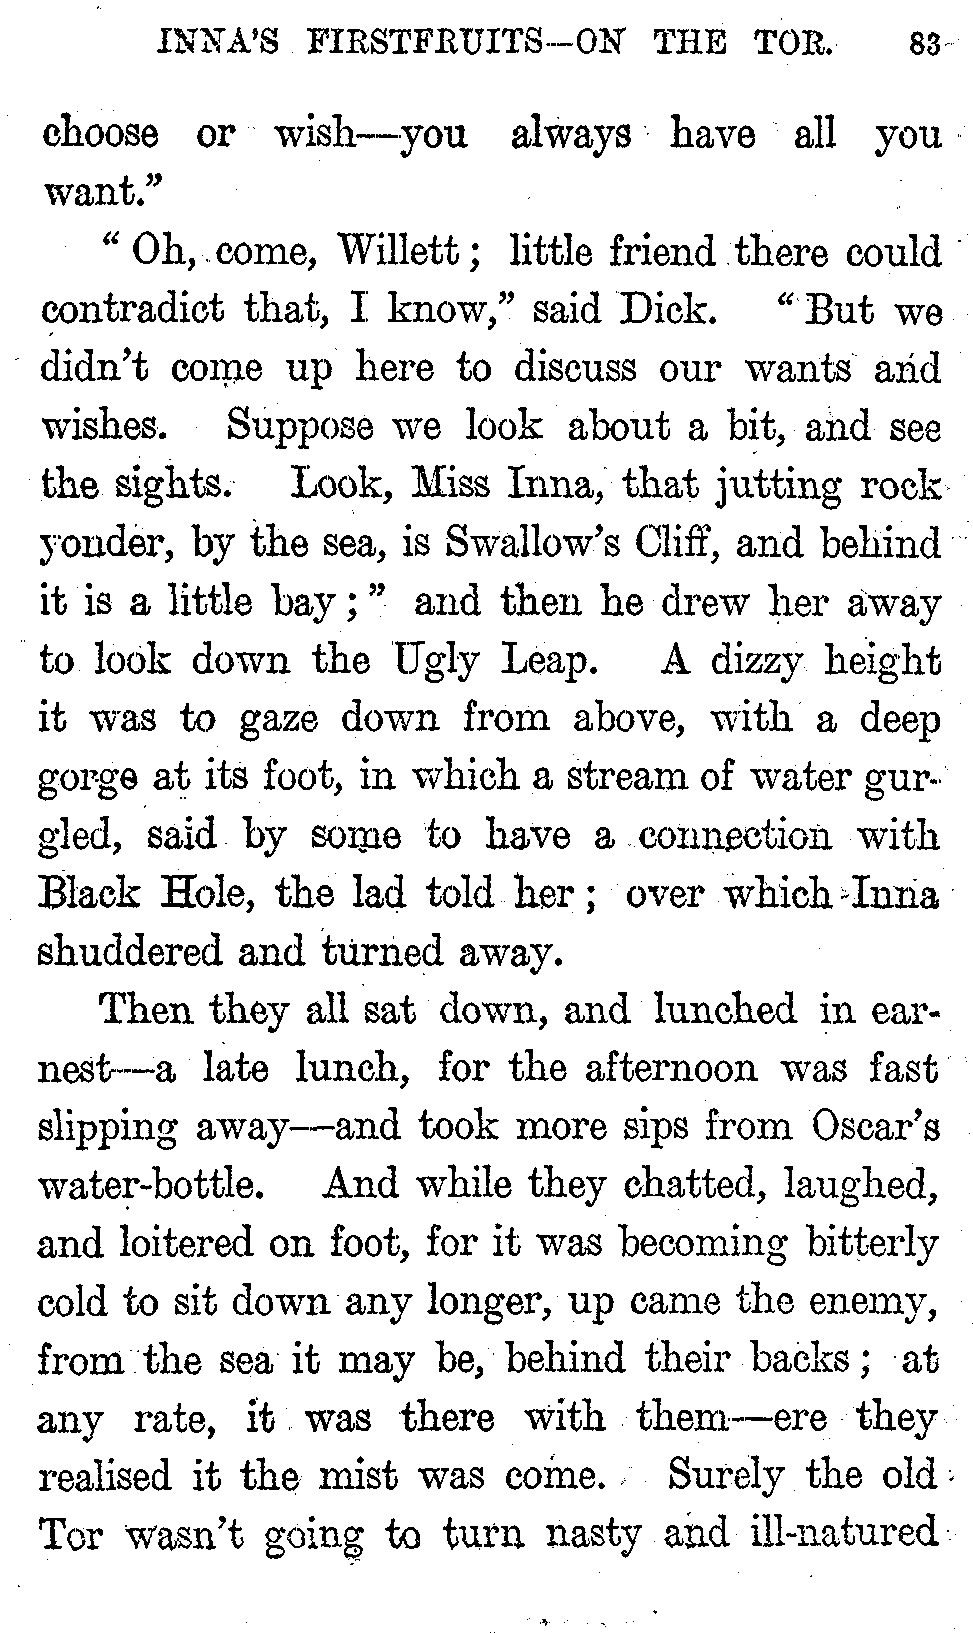 INNA'S FIRSTFRUITS—ON THE TOR. 83
choose or wish—you always have all you
want."
"Oh, come, Willett; little friend there could
contradict that, I know," said Dick. "But we
didn't come up here to discuss our wants and
wishes. Suppose we look about a bit, and see
the sights. Look, Miss Inna, that jutting rock
yonder, by the sea, is Swallow's Cliff, and behind
it is a little bay;" and then he drew her away
to look down the Ugly Leap. A dizzy height
it was to gaze down from above, with a deep
gorge at its foot, in which a stream of water gur-
gled, said by some to have a connection with
Black Hole, the lad told her; over which Inna
shuddered and turned away.
Then they all sat down, and lunched in ear-
nest—a late lunch, for the afternoon was fast
slipping away—and took more sips from Oscar's
water-bottle. And while they chatted, laughed,
and loitered on foot, for it was becoming bitterly
cold to sit down any longer, up came the enemy,
from the sea it may be, behind their backs; at
any rate, it was there with them—ere they
realised it the mist was come. Surely the old
Tor wasn't going to turn nasty and ill-natured